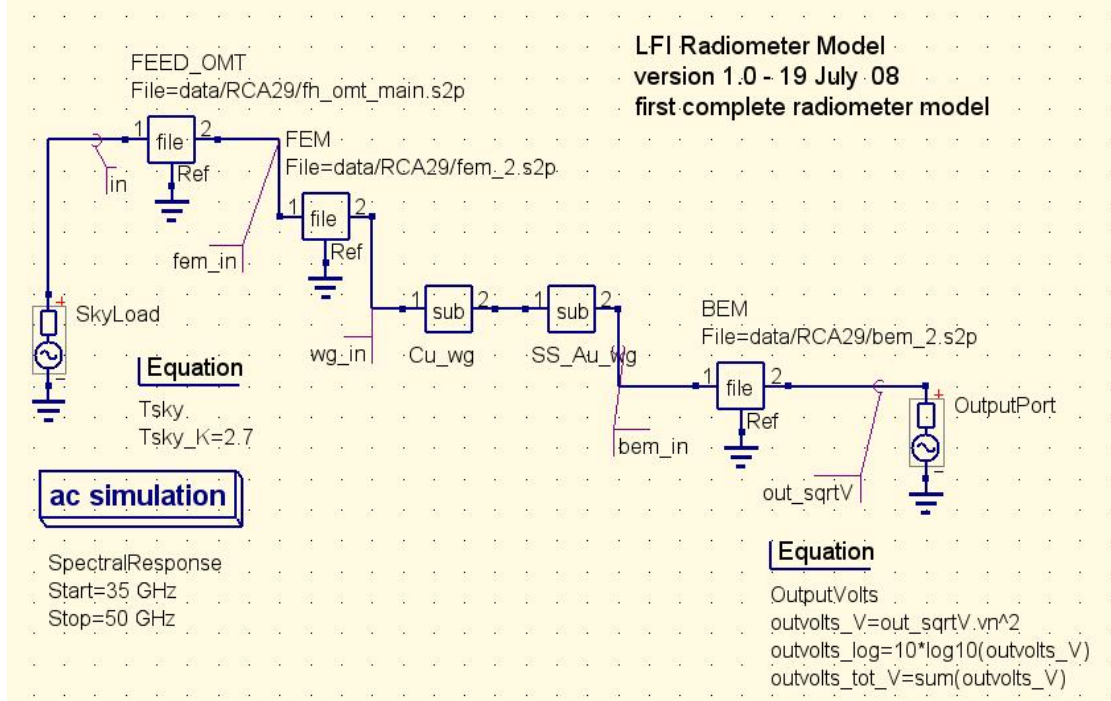 LFI Radiometer Model
version 1.0 - 19 July 08
first complete radiometer model
FEED_OMT
File=data/RCA29/fh_omt_main.s2p
1 file 2
Ref
in
FEM
File=data/RCA29/fem_2.s2p
1 file 2
Ref
fem_in
SkyLoad
+
-
1 sub 2
1 sub 2
wg_in
Cu_wg
SS_Au_wg
BEM
File=data/RCA29/bem_2.s2p
1 file 2
Ref
bem_in
OutputPort
+
-
out_sqrtV
Equation
Tsky
Tsky_K=2.7
ac simulation
SpectralResponse
Start=35 GHz
Stop=50 GHz
Equation
OutputVolts
outvolts_V=out_sqrtV.vn^2
outvolts_log=10*log10(outvolts_V)
outvolts_tot_V=sum(outvolts_V)